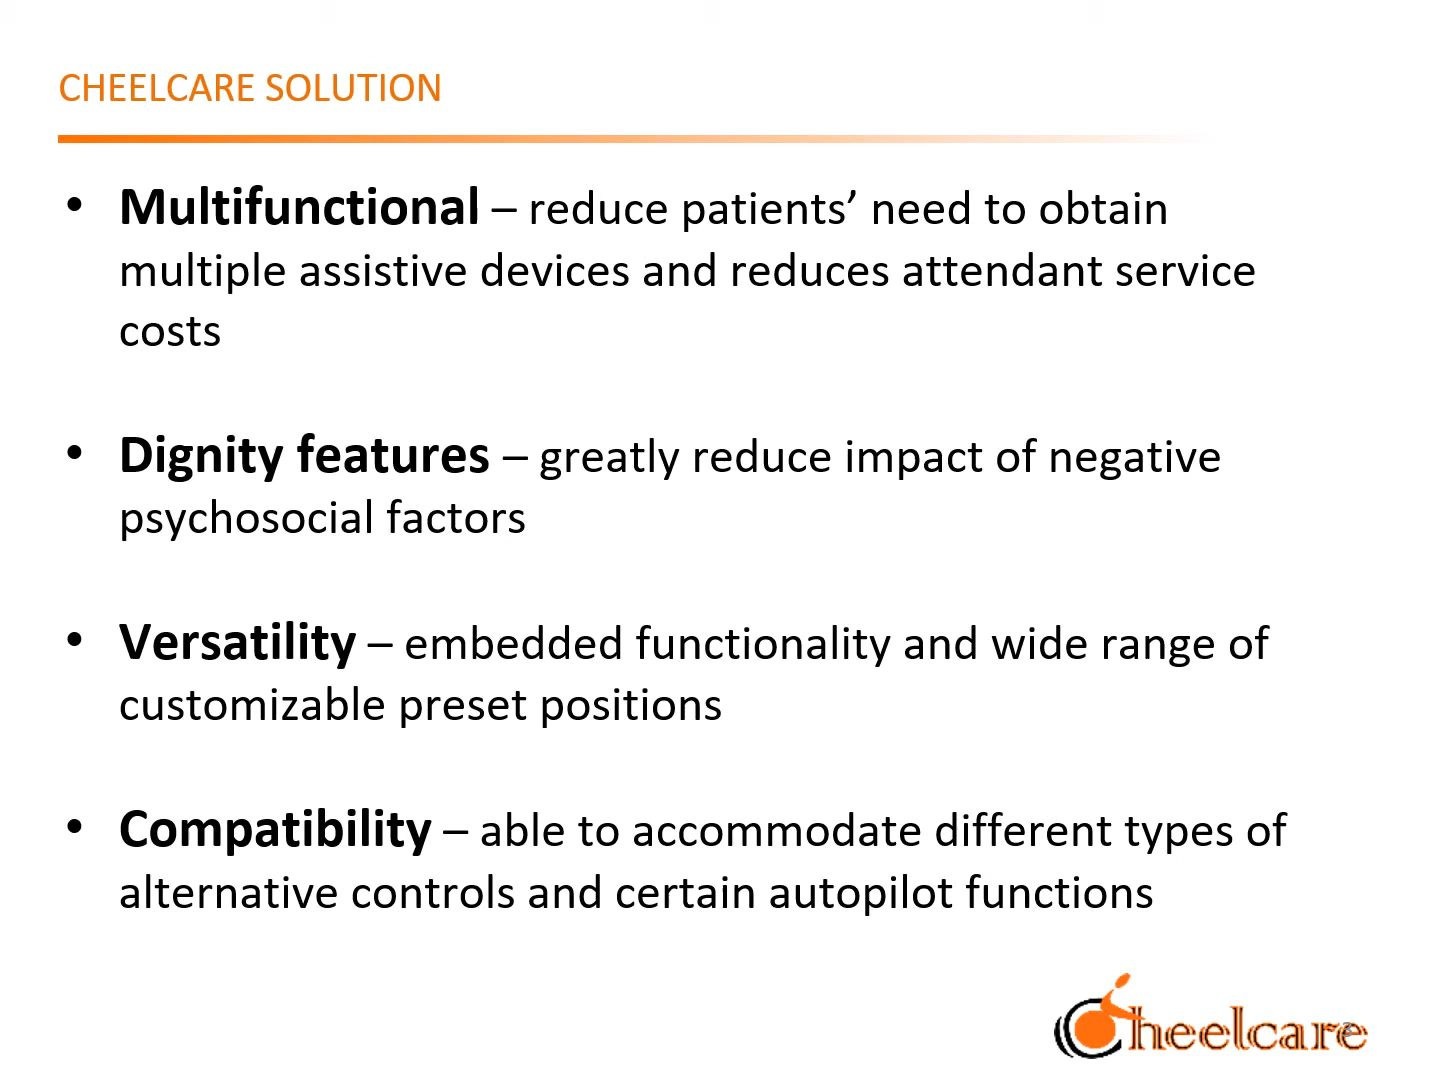 CHEELCARE SOLUTION
• Multifunctional – reduce patients’ need to obtain
multiple assistive devices and reduces attendant service
costs
• Dignity features – greatly reduce impact of negative
psychosocial factors
• Versatility – embedded functionality and wide range of
customizable preset positions
• Compatibility – able to accommodate different types of
alternative controls and certain autopilot functions
Cheelcare